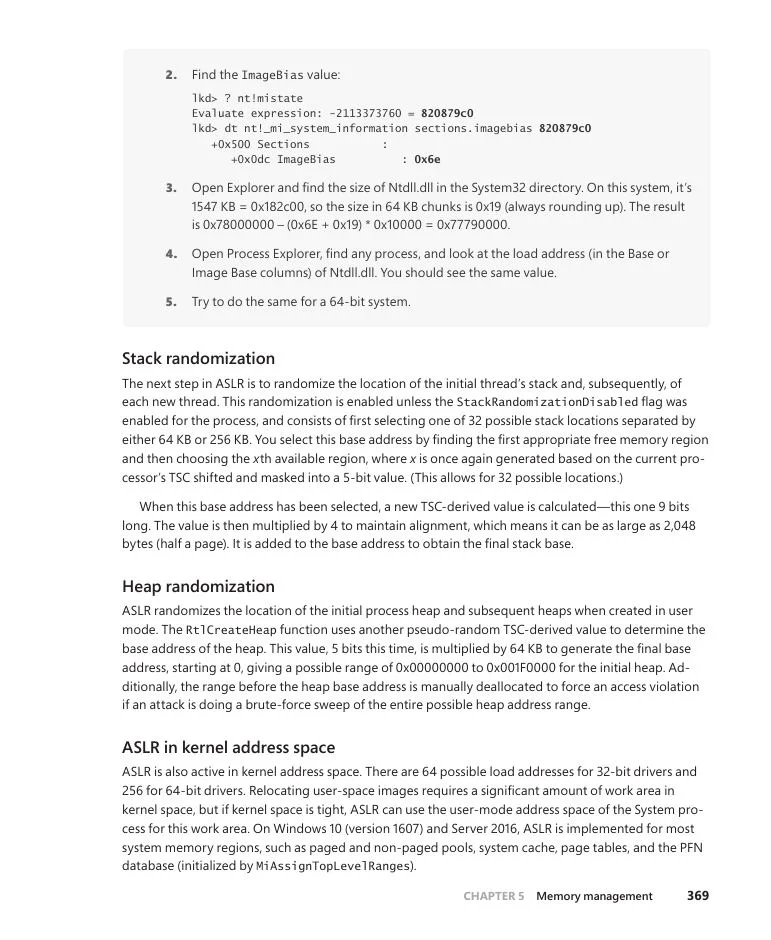 2. Find the ImageBias value:
lkd> ? nt!mistate
Evaluate expression: -2113373760 = 820879c0
lkd> dt nt!_mi_system_information sections.imagebias 820879c0
+0x500 Sections :
+0x0dc ImageBias : 0x6e
3. Open Explorer and find the size of Ntdll.dll in the System32 directory. On this system, it's
1547 KB = 0x182c00, so the size in 64 KB chunks is 0x19 (always rounding up). The result
is 0x78000000 – (0x6E + 0x19) * 0x10000 = 0x77790000.
4. Open Process Explorer, find any process, and look at the load address (in the Base or
Image Base columns) of Ntdll.dll. You should see the same value.
5. Try to do the same for a 64-bit system.
Stack randomization
The next step in ASLR is to randomize the location of the initial thread's stack and, subsequently, of
each new thread. This randomization is enabled unless the StackRandomizationDisabled flag was
enabled for the process, and consists of first selecting one of 32 possible stack locations separated by
either 64 KB or 256 KB. You select this base address by finding the first appropriate free memory region
and then choosing the xth available region, where x is once again generated based on the current pro-
cessor's TSC shifted and masked into a 5-bit value. (This allows for 32 possible locations.)
When this base address has been selected, a new TSC-derived value is calculated—this one 9 bits
long. The value is then multiplied by 4 to maintain alignment, which means it can be as large as 2,048
bytes (half a page). It is added to the base address to obtain the final stack base.
Heap randomization
ASLR randomizes the location of the initial process heap and subsequent heaps when created in user
mode. The RtlCreateHeap function uses another pseudo-random TSC-derived value to determine the
base address of the heap. This value, 5 bits this time, is multiplied by 64 KB to generate the final base
address, starting at 0, giving a possible range of 0x00000000 to 0x001F0000 for the initial heap. Ad-
ditionally, the range before the heap base address is manually deallocated to force an access violation
if an attack is doing a brute-force sweep of the entire possible heap address range.
ASLR in kernel address space
ASLR is also active in kernel address space. There are 64 possible load addresses for 32-bit drivers and
256 for 64-bit drivers. Relocating user-space images requires a significant amount of work area in
kernel space, but if kernel space is tight, ASLR can use the user-mode address space of the System pro-
cess for this work area. On Windows 10 (version 1607) and Server 2016, ASLR is implemented for most
system memory regions, such as paged and non-paged pools, system cache, page tables, and the PFN
database (initialized by MiAssignTopLevelRanges).
CHAPTER 5 Memory management 369